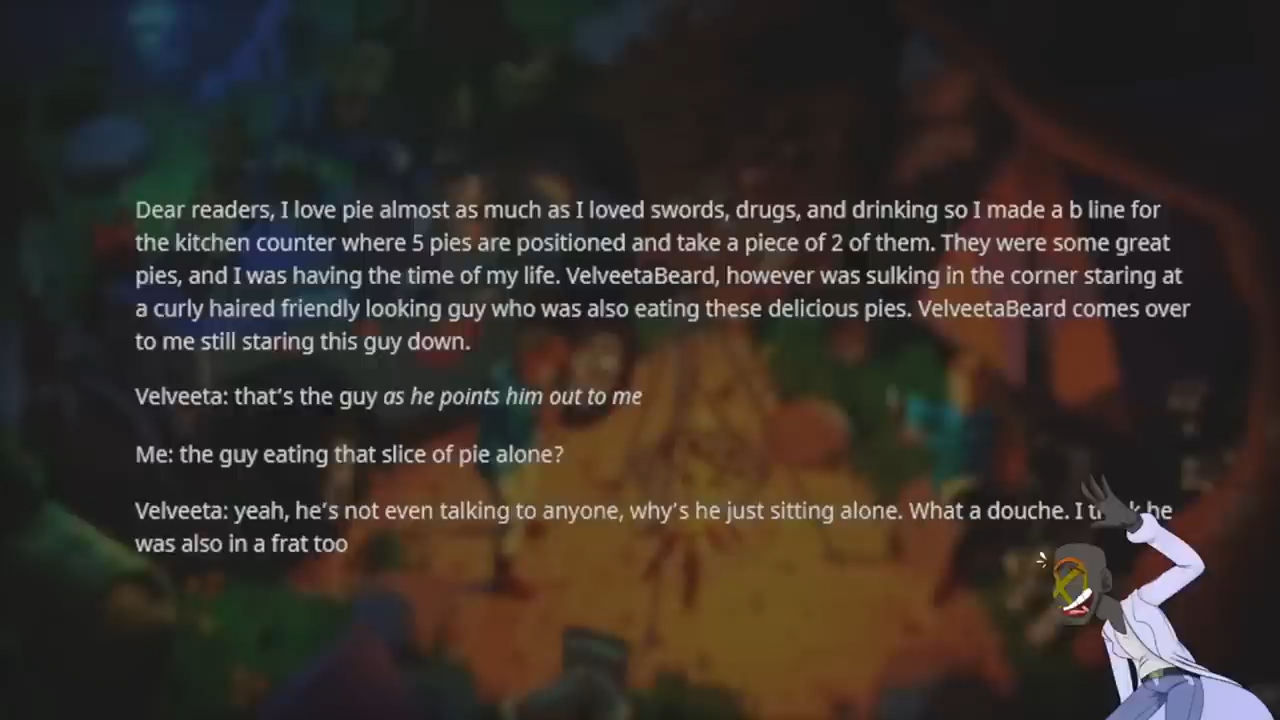 Dear readers, I love pie almost as much as I loved swords, drugs, and drinking so I made a b line for
the kitchen counter where 5 pies are positioned and take a piece of 2 of them. They were some great
pies, and I was having the time of my life. VelveetaBeard, however was sulking in the corner staring at
a curly haired friendly looking guy who was also eating these delicious pies. VelveetaBeard comes over
to me still staring this guy down.
Velveeta: that's the guy as he points him out to me
Me: the guy eating that slice of pie alone?
Velveeta: yeah, he's not even talking to anyone, why's he just sitting alone. What a douche. I he
was also in a frat too